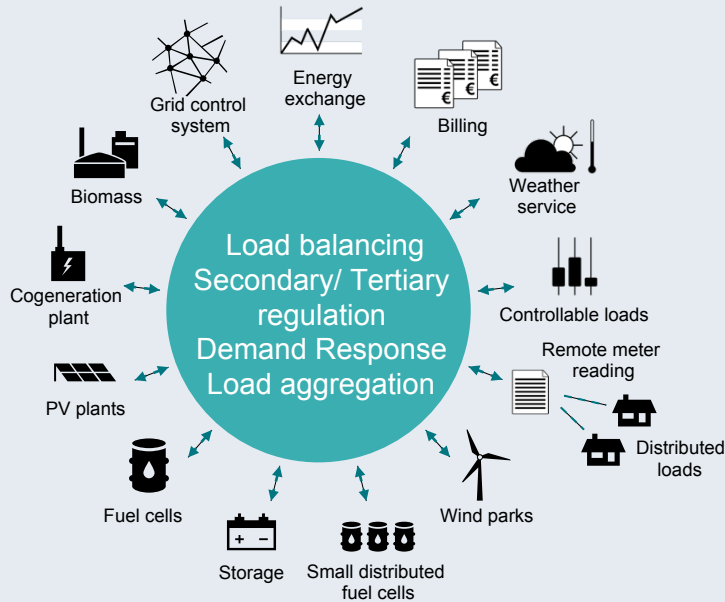 Energy
exchange
Grid control
system
Billing
Weather
service
Biomass
Load balancing
Secondary/ Tertiary
regulation
Demand Response
Load aggregation
Cogeneration
plant
Controllable loads
Remote meter
reading
PV plants
Distributed
loads
Fuel cells
Wind parks
Storage
Small distributed
fuel cells
€
€
€
+ -